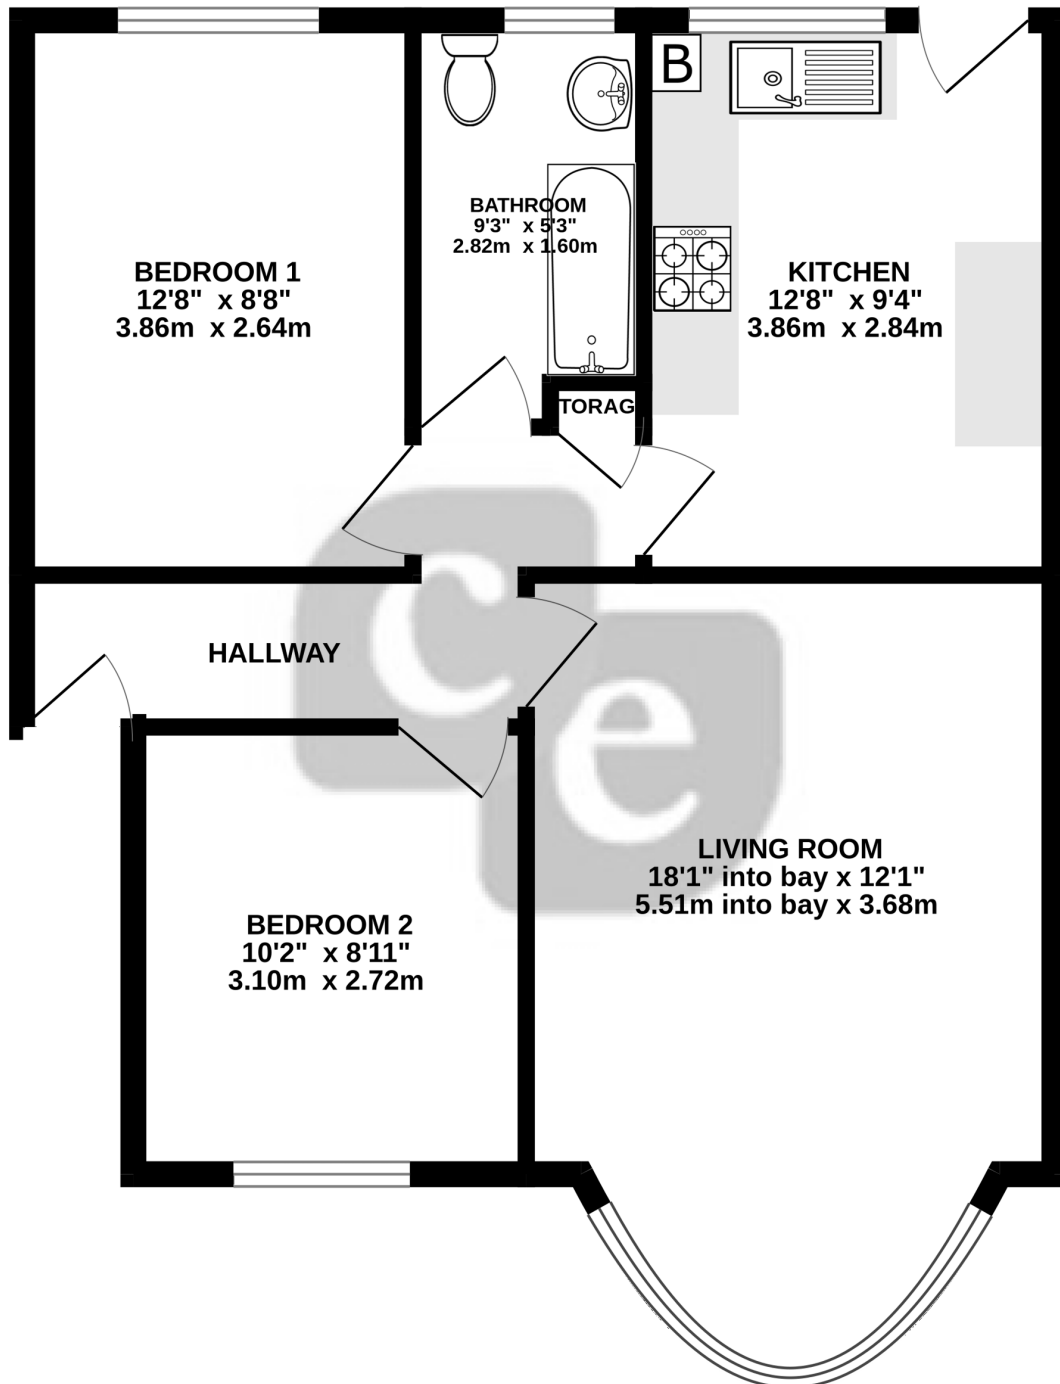 B
BATHROOM
9'3" x 5'3"
2.82m x 1.60m
BEDROOM 1
12'8" x 8'8"
3.86m x 2.64m
KITCHEN
12'8" x 9'4"
3.86m x 2.84m
TORAG
HALLWAY
ce
LIVING ROOM
18'1" into bay x 12'1"
5.51m into bay x 3.68m
BEDROOM 2
10'2" x 8'11"
3.10m x 2.72m